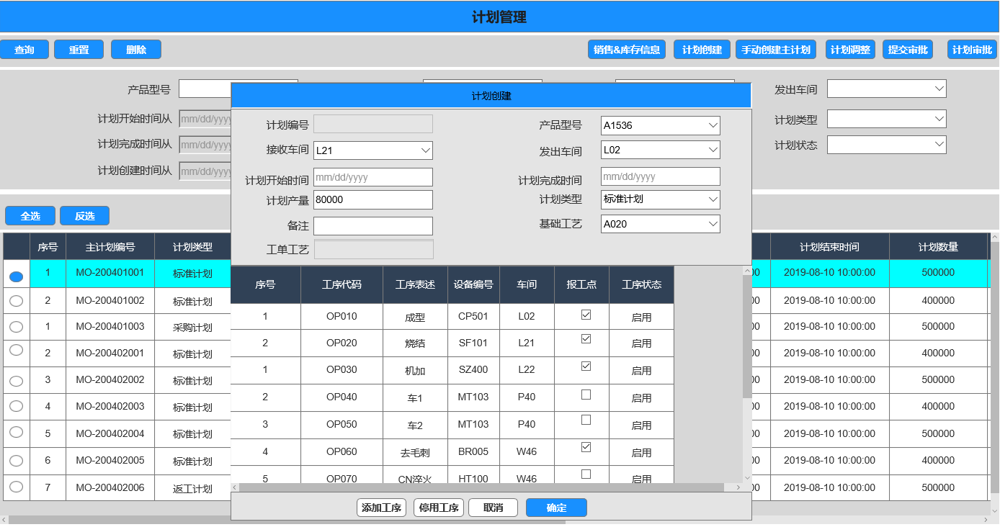 计划管理
查询 重置 删除 销售&库存信息 计划创建 手动创建主计划 计划调整 提交审批 计划审批
产品型号 发出车间
计划开始时间从 mm/dd/yyyy 计划类型
计划完成时间从 mm/dd/yyyy 计划状态
计划创建时间从 mm/dd/yyyy
计划创建
计划编号 产品型号 A1536
接收车间 L21 发出车间 L02
计划开始时间 mm/dd/yyyy 计划完成时间 mm/dd/yyyy
计划产量 80000 计划类型 标准计划
备注 基础工艺 A020
工单工艺
全选 反选
序号 主计划编号 计划类型 计划结束时间 计划数量
1 MO-200401001 标准计划 00 2019-08-10 10:00:00 500000
2 MO-200401002 标准计划 00 2019-08-10 10:00:00 400000
1 MO-200401003 采购计划 00 2019-08-10 10:00:00 500000
2 MO-200402001 标准计划 00 2019-08-10 10:00:00 400000
3 MO-200402002 标准计划 00 2019-08-10 10:00:00 500000
4 MO-200402003 标准计划 00 2019-08-10 10:00:00 400000
5 MO-200402004 标准计划 00 2019-08-10 10:00:00 500000
6 MO-200402005 标准计划 00 2019-08-10 10:00:00 400000
7 MO-200402006 返工计划 00 2019-08-10 10:00:00 500000
序号 工序代码 工序表述 设备编号 车间 报工点 工序状态
1 OP010 成型 CP501 L02 启用
2 OP020 烧结 SF101 L21 启用
1 OP030 机加 SZ400 L22 启用
2 OP040 车1 MT103 P40 启用
3 OP050 车2 MT103 P40 启用
4 OP060 去毛刺 BR005 W46 启用
5 OP070 CN淬火 HT100 W46 启用
添加工序 停用工序 取消 确定